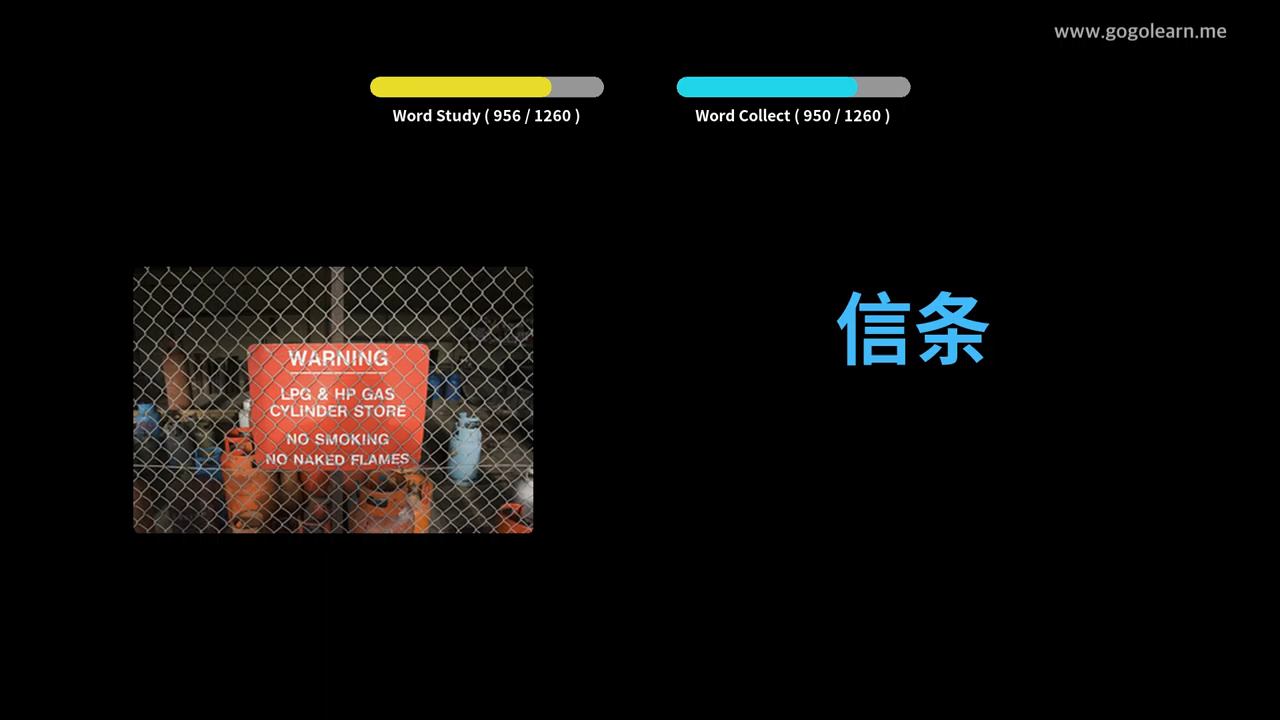 www.gogolearn.me
Word Study ( 956 / 1260 )
Word Collect ( 950 / 1260 )
WARNING
LPG & HP GAS
CYLINDER STORE
NO SMOKING
NO NAKED FLAMES
信条